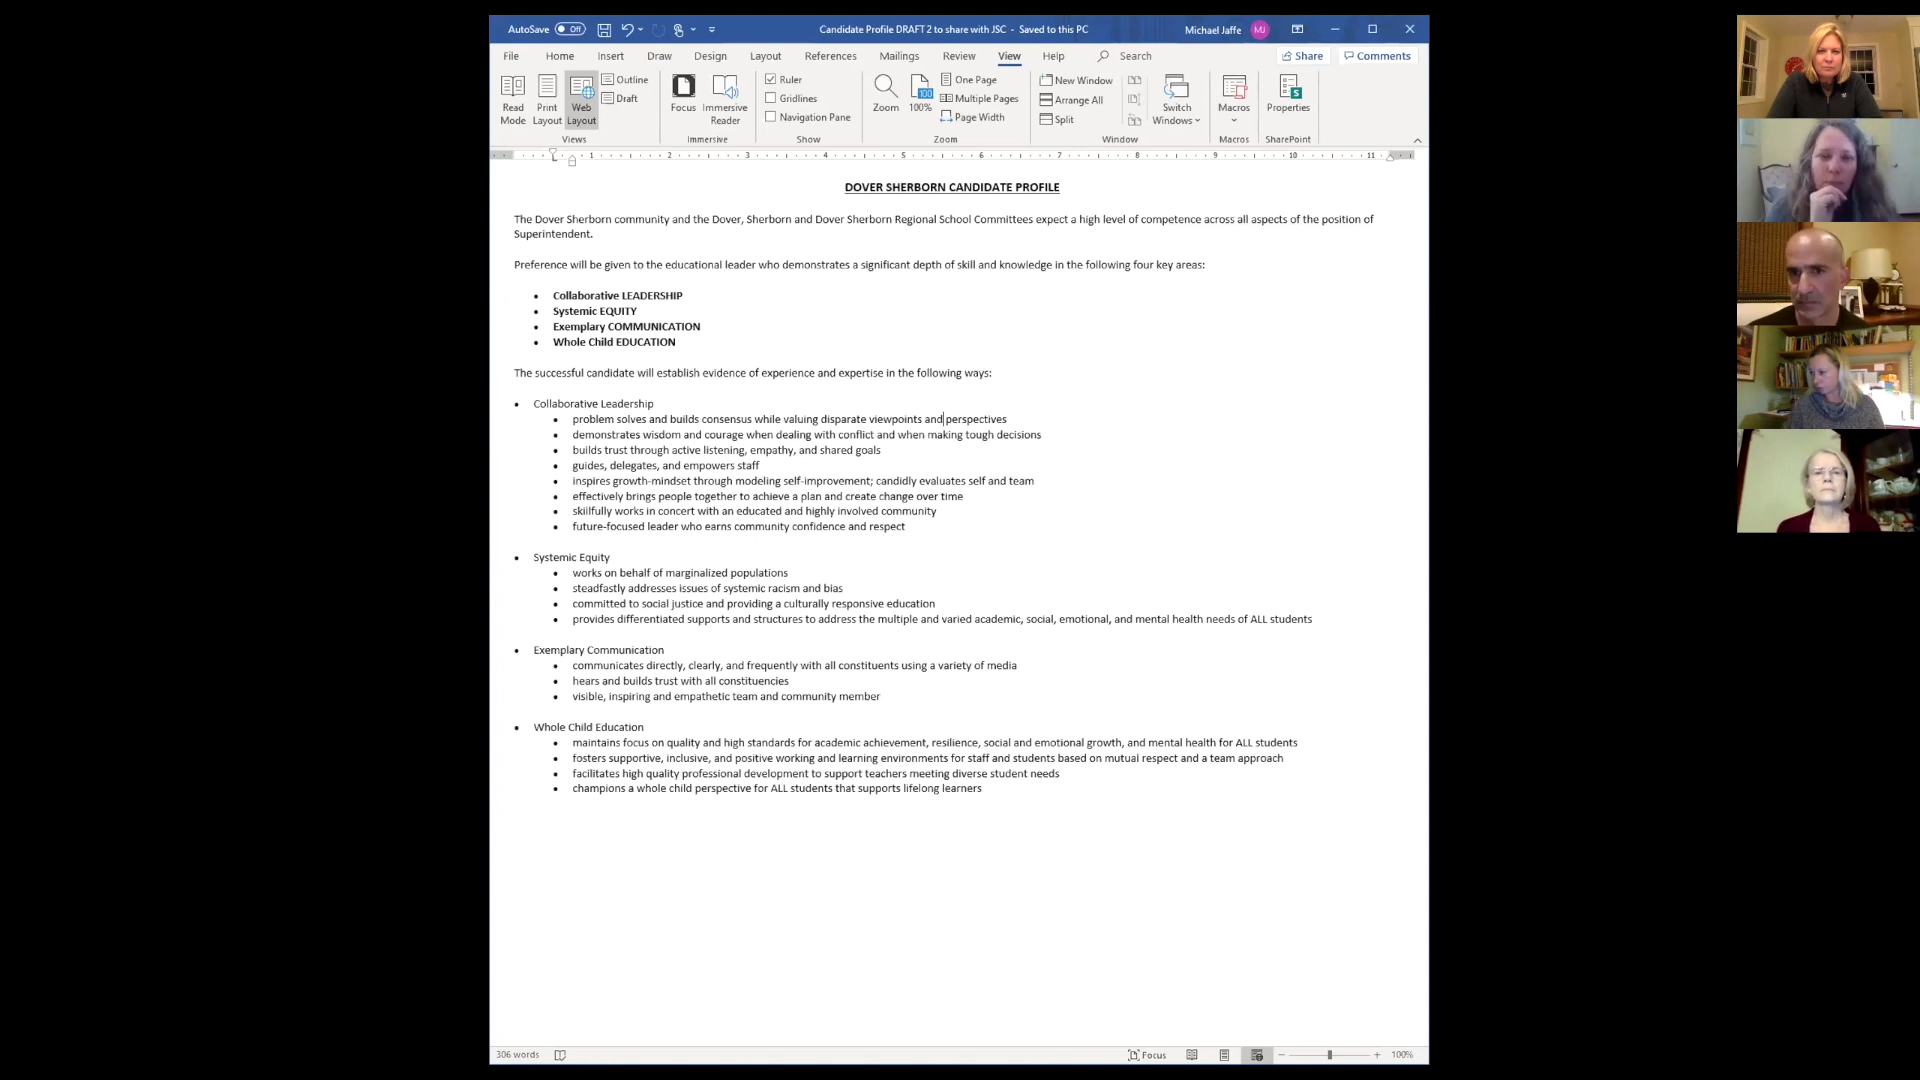 AutoSave Off
Candidate Profile DRAFT 2 to share with JSC - Saved to this PC
Michael Jaffe MJ
File Home Insert Draw Design Layout References Mailings Review View Help Search Share Comments
Read Mode
Print Layout
Web Layout
Outline
Draft
Views
Focus
Immersive Reader
Immersive
Ruler
Gridlines
Navigation Pane
Show
Zoom
100
100%
One Page
Multiple Pages
Page Width
Zoom
New Window
Arrange All
Split
Switch Windows
Window
Macros
Macros
S
Properties
SharePoint
1 2 3 4 5 6 7 8 9 10 11
DOVER SHERBORN CANDIDATE PROFILE
The Dover Sherborn community and the Dover, Sherborn and Dover Sherborn Regional School Committees expect a high level of competence across all aspects of the position of
Superintendent.
Preference will be given to the educational leader who demonstrates a significant depth of skill and knowledge in the following four key areas:
• Collaborative LEADERSHIP
• Systemic EQUITY
• Exemplary COMMUNICATION
• Whole Child EDUCATION
The successful candidate will establish evidence of experience and expertise in the following ways:
• Collaborative Leadership
• problem solves and builds consensus while valuing disparate viewpoints and perspectives
• demonstrates wisdom and courage when dealing with conflict and when making tough decisions
• builds trust through active listening, empathy, and shared goals
• guides, delegates, and empowers staff
• inspires growth-mindset through modeling self-improvement; candidly evaluates self and team
• effectively brings people together to achieve a plan and create change over time
• skillfully works in concert with an educated and highly involved community
• future-focused leader who earns community confidence and respect
• Systemic Equity
• works on behalf of marginalized populations
• steadfastly addresses issues of systemic racism and bias
• committed to social justice and providing a culturally responsive education
• provides differentiated supports and structures to address the multiple and varied academic, social, emotional, and mental health needs of ALL students
• Exemplary Communication
• communicates directly, clearly, and frequently with all constituents using a variety of media
• hears and builds trust with all constituencies
• visible, inspiring and empathetic team and community member
• Whole Child Education
• maintains focus on quality and high standards for academic achievement, resilience, social and emotional growth, and mental health for ALL students
• fosters supportive, inclusive, and positive working and learning environments for staff and students based on mutual respect and a team approach
• facilitates high quality professional development to support teachers meeting diverse student needs
• champions a whole child perspective for ALL students that supports lifelong learners
306 words
Focus
100%